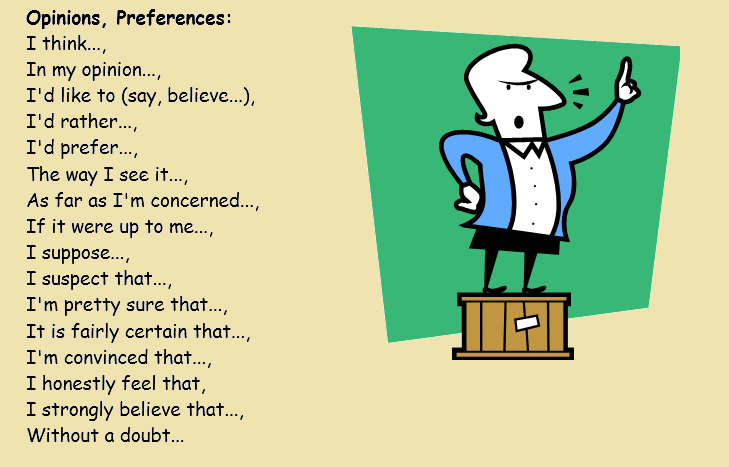 Opinions, Preferences:
I think...,
In my opinion...,
I'd like to (say, believe...),
I'd rather...,
I'd prefer...,
The way I see it...,
As far as I'm concerned...,
If it were up to me...,
I suppose...,
I suspect that...,
I'm pretty sure that...,
It is fairly certain that...,
I'm convinced that...,
I honestly feel that,
I strongly believe that...,
Without a doubt...